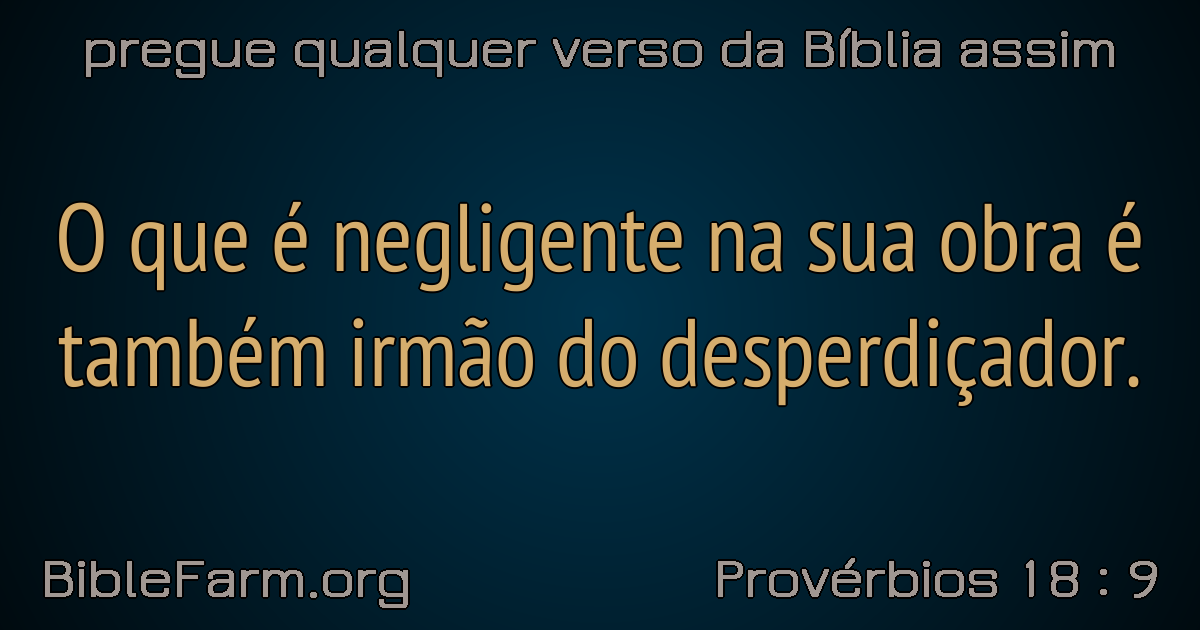 pregue qualquer verso da Bíblia assim
O que é negligente na sua obra é
também irmão do desperdiçador.
BibleFarm.org
Provérbios 18 : 9